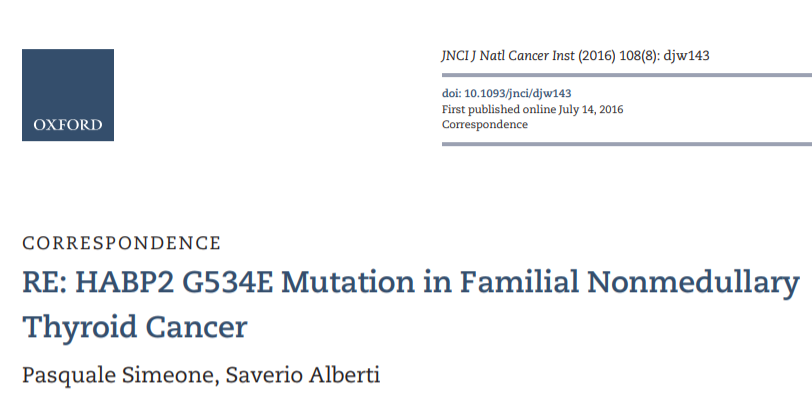 OXFORD
JNCI J Natl Cancer Inst (2016) 108(8): djw143
doi: 10.1093/jnci/djw143
First published online July 14, 2016
Correspondence
CORRESPONDENCE
RE: HABP2 G534E Mutation in Familial Nonmedullary
Thyroid Cancer
Pasquale Simeone, Saverio Alberti